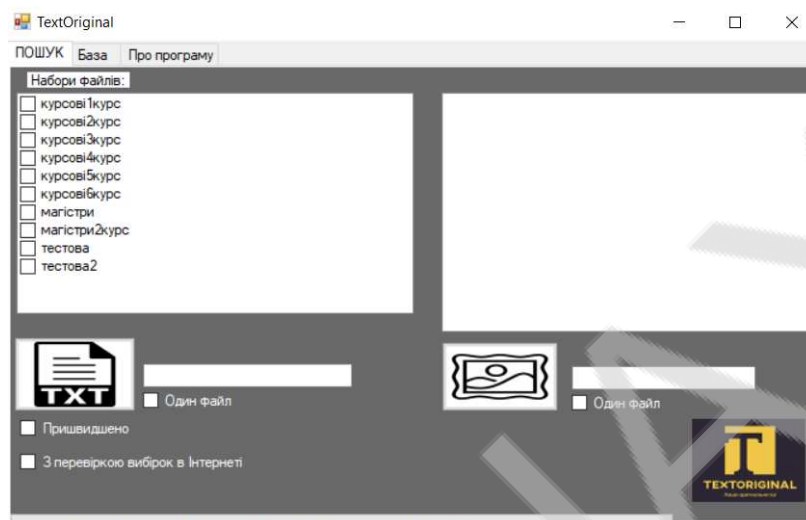 TextOriginal
ПОШУК База Про програму
Набори файлів:
курсові1курс
курсові2курс
курсові3курс
курсові4курс
курсові5курс
курсові6курс
магістри
магістри2курс
тестова
тестова2
TXT
Один файл
Один файл
Пришвидшено
З перевіркою вибірок в Інтернеті
TEXTORIGINAL